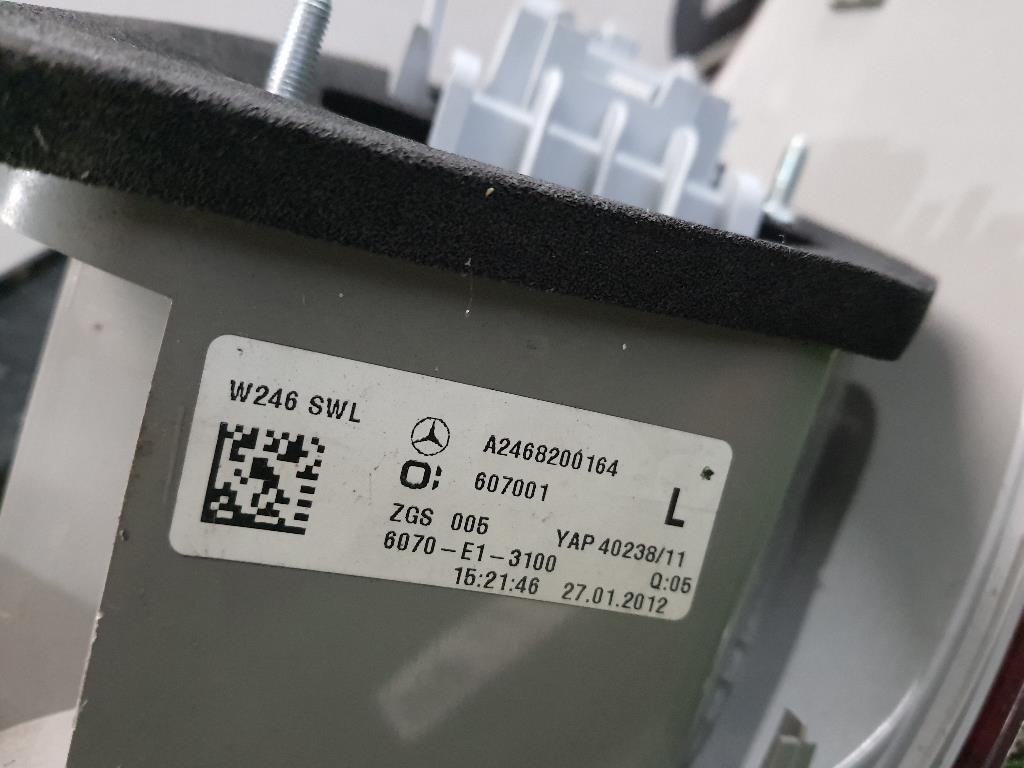 W246 SWL
A2468200164
O: 607001
L
ZGS 005
YAP 40238/11
6070-E1-3100
Q:05
15:21:46 27.01.2012